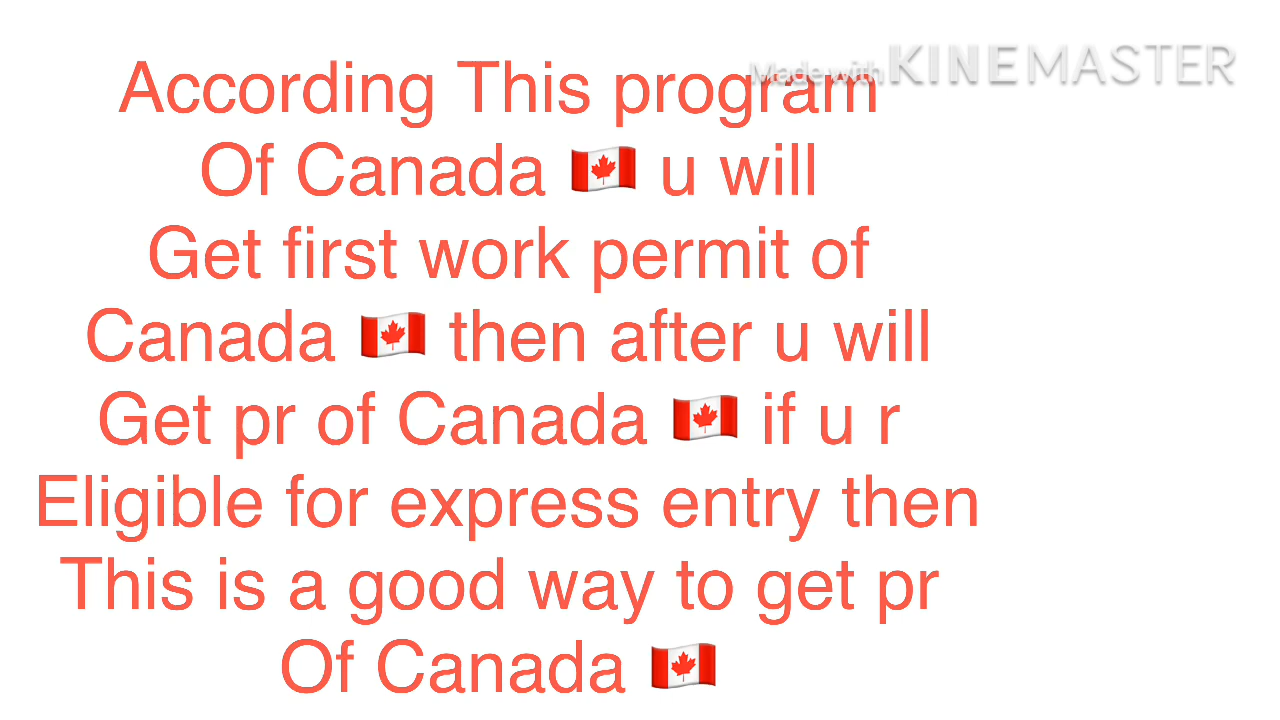 Made with KINEMASTER
According This program
Of Canada 🇨🇦 u will
Get first work permit of
Canada 🇨🇦 then after u will
Get pr of Canada 🇨🇦 if u r
Eligible for express entry then
This is a good way to get pr
Of Canada 🇨🇦